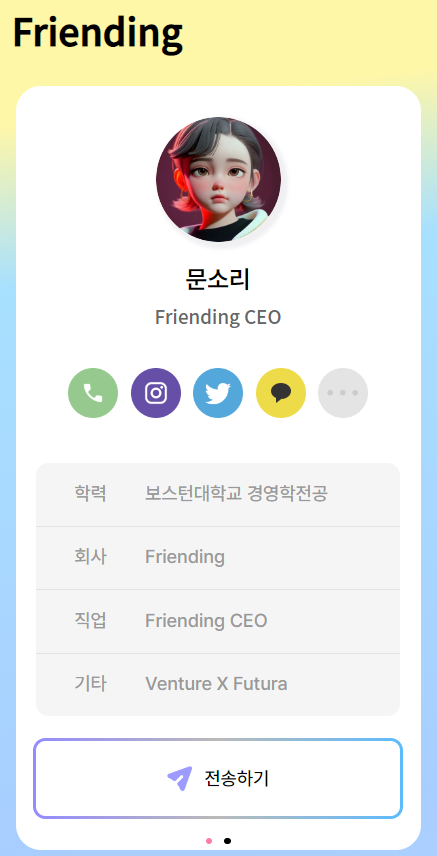 Friending
문소리
Friending CEO
학력 보스턴대학교 경영학전공
회사 Friending
직업 Friending CEO
기타 Venture X Futura
전송하기